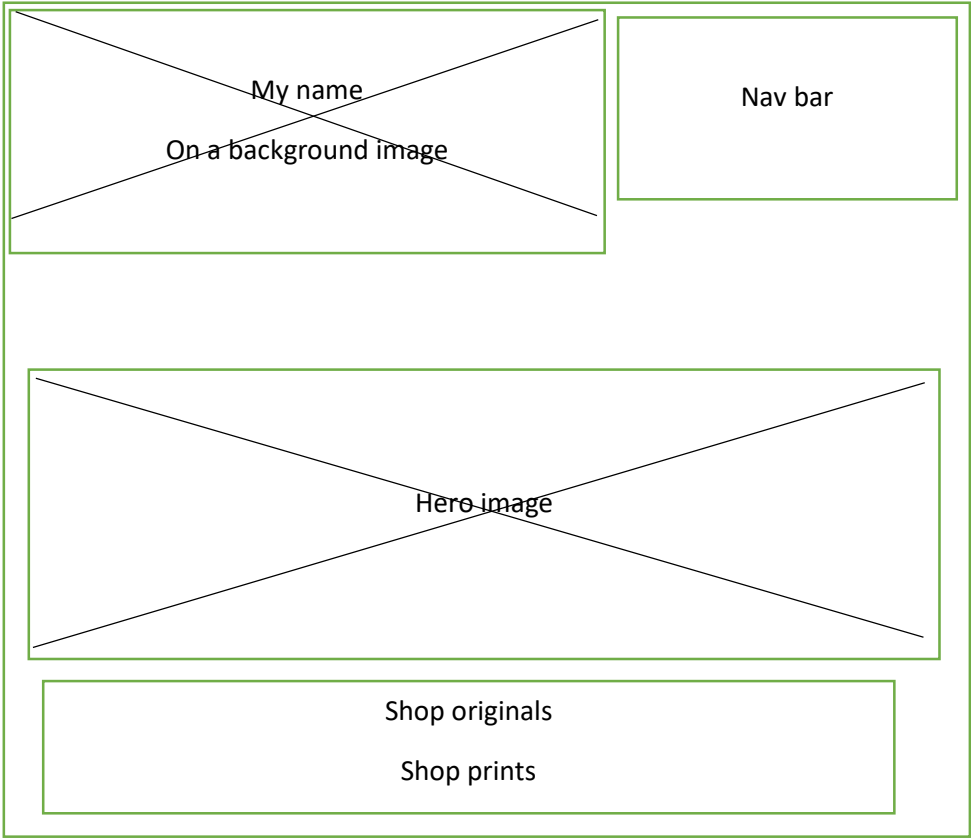 My name
On a background image
Nav bar
Hero image
Shop originals
Shop prints